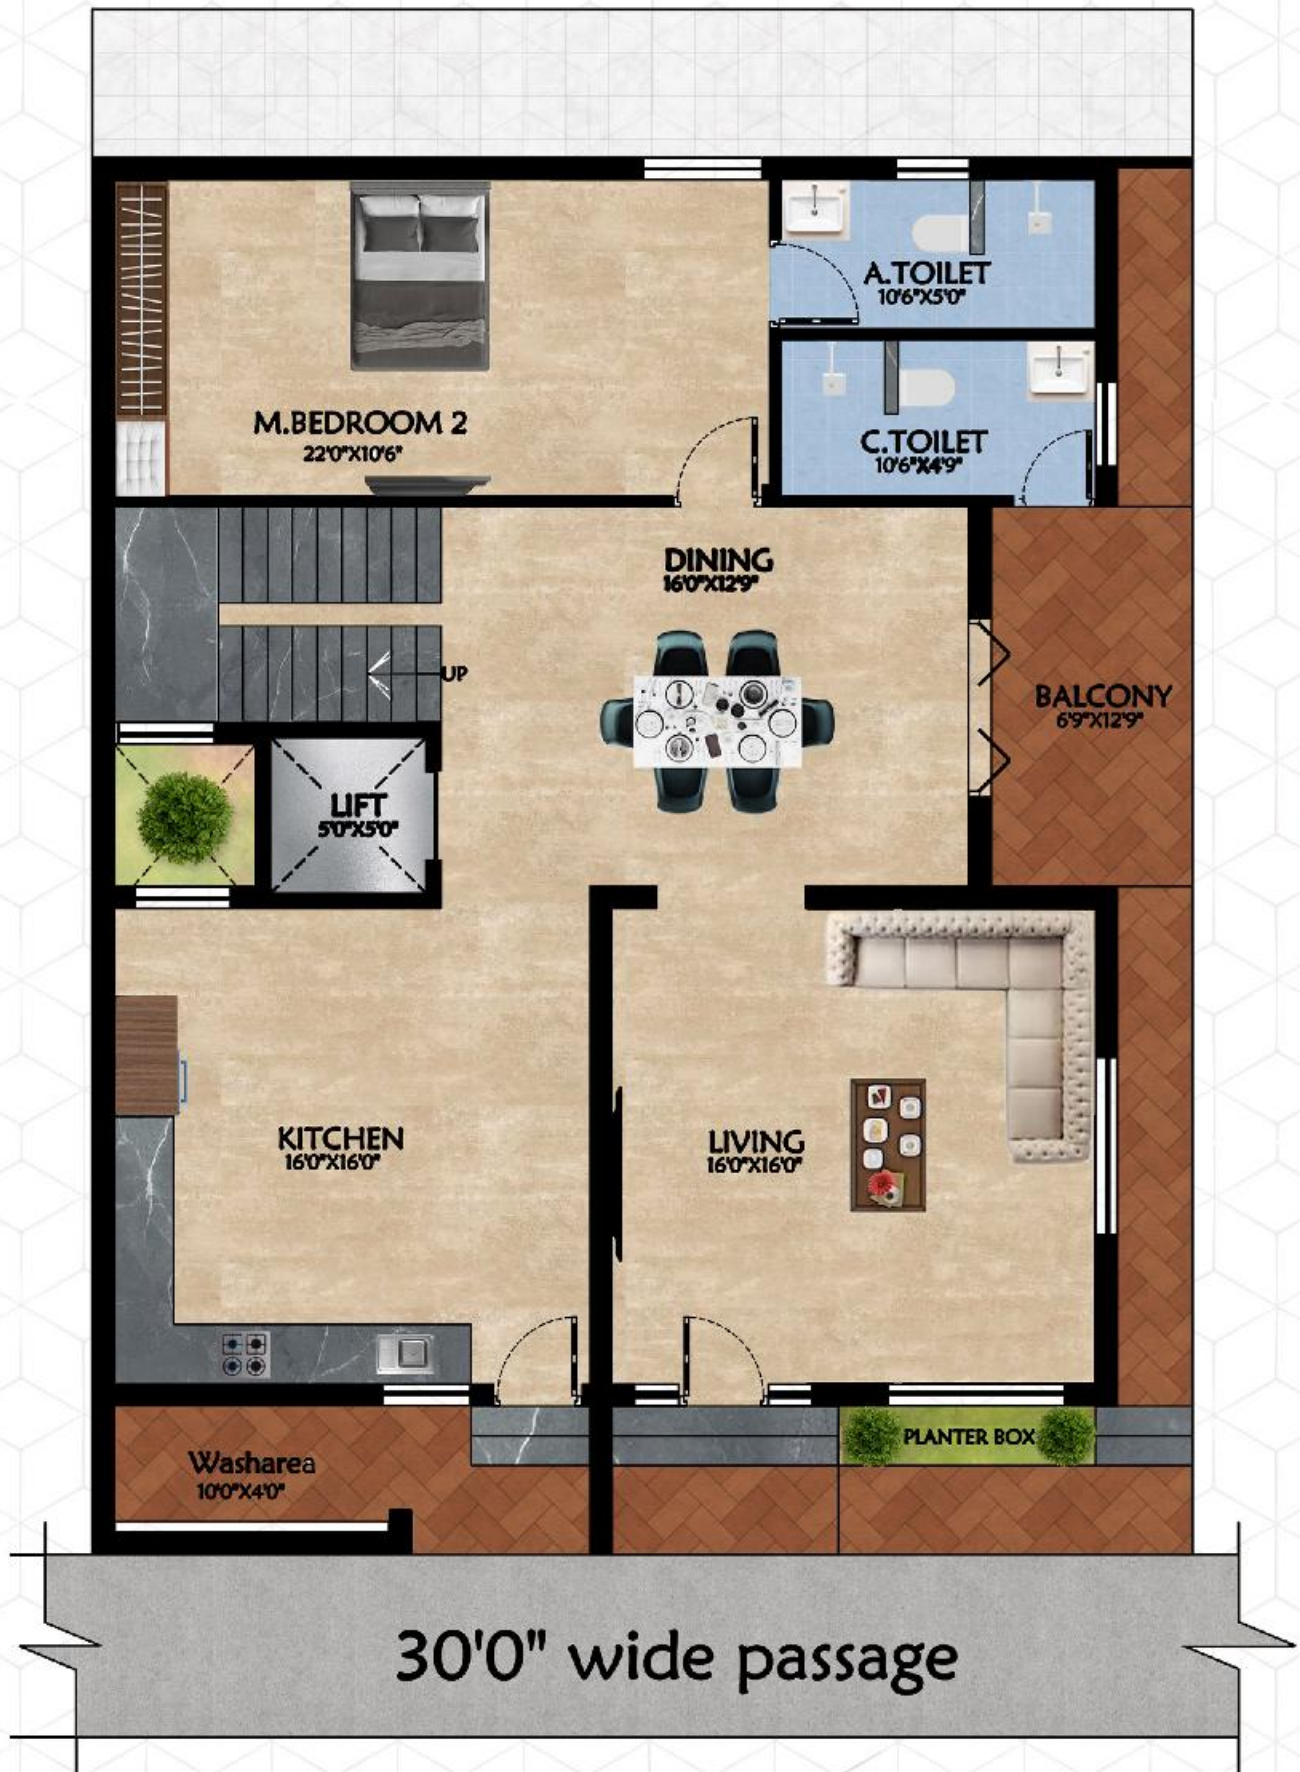 A.TOILET
10'6"X5'0"
M.BEDROOM 2
22'0"X10'6"
C.TOILET
10'6"X4'9"
DINING
16'0"X12'9"
UP
BALCONY
6'9"X12'9"
LIFT
5'0"X5'0"
KITCHEN
16'0"X16'0"
LIVING
16'0"X16'0"
PLANTER BOX
Washarea
10'0"X4'0"
30'0" wide passage